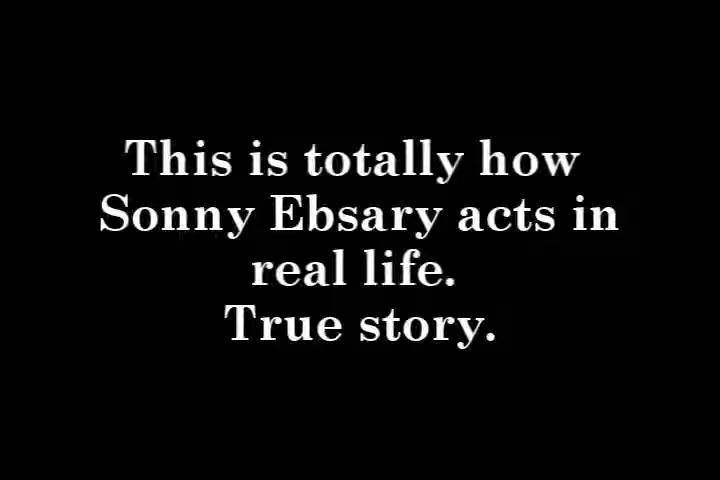 This is totally how
Sonny Ebsary acts in
real life.
True story.